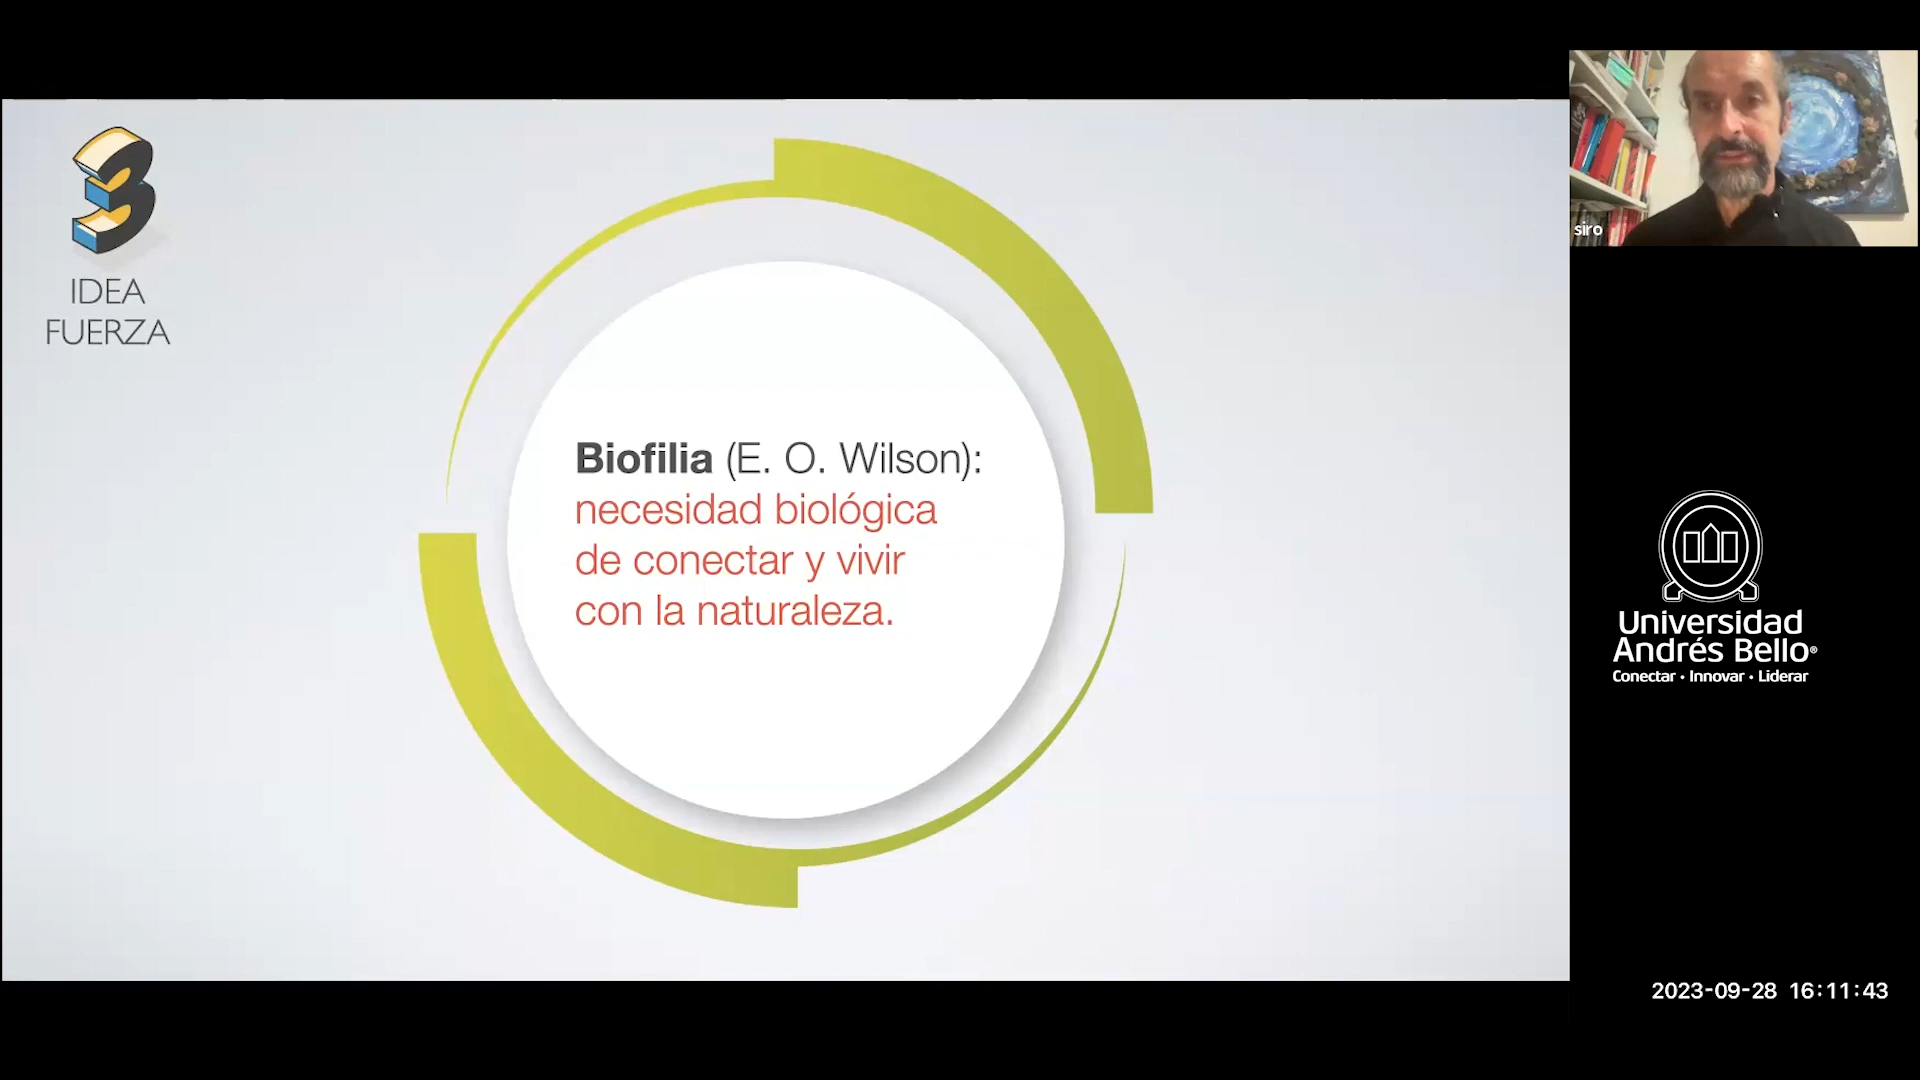 3
IDEA
FUERZA
Biofilia (E. O. Wilson):
necesidad biológica
de conectar y vivir
con la naturaleza.
siro
Universidad
Andrés Bello®
Conectar • Innovar • Liderar
2023-09-28 16:11:43